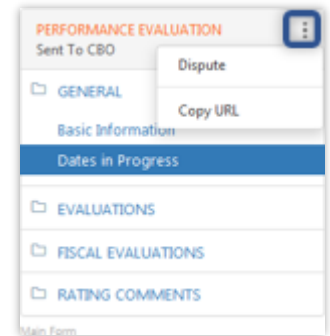 PERFORMANCE EVALUATION
Sent To CBO
Dispute
GENERAL
Copy URL
Basic Information
Dates in Progress
EVALUATIONS
FISCAL EVALUATIONS
RATING COMMENTS
Main Form